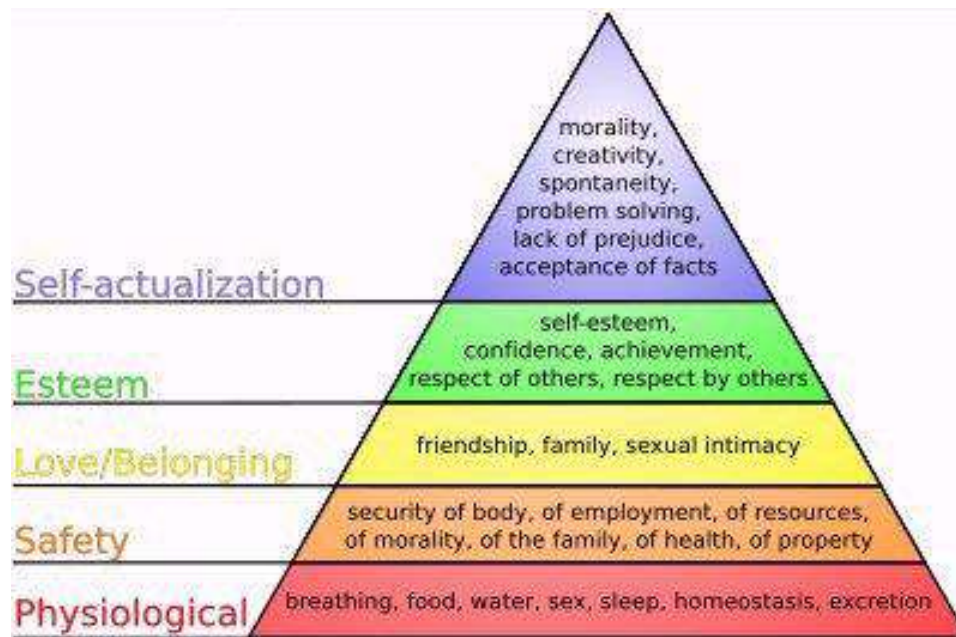 morality,
creativity,
spontaneity,
problem solving,
lack of prejudice,
acceptance of facts
Self-actualization
self-esteem,
confidence, achievement,
respect of others, respect by others
Esteem
friendship, family, sexual intimacy
Love/Belonging
security of body, of employment, of resources,
of morality, of the family, of health, of property
Safety
breathing, food, water, sex, sleep, homeostasis, excretion
Physiological